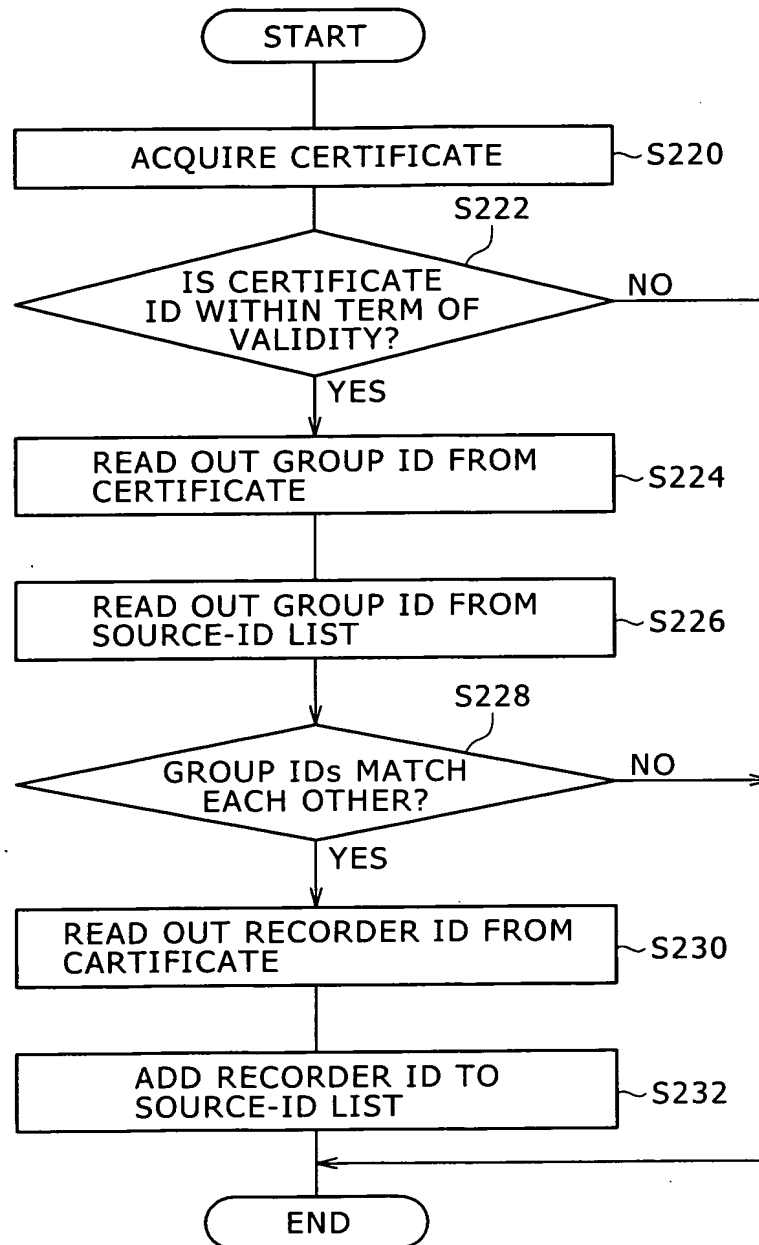 START
ACQUIRE CERTIFICATE
S220
S222
IS CERTIFICATE
ID WITHIN TERM OF
VALIDITY?
NO
YES
READ OUT GROUP ID FROM
CERTIFICATE
S224
READ OUT GROUP ID FROM
SOURCE-ID LIST
S226
S228
GROUP IDs MATCH
EACH OTHER?
NO
YES
READ OUT RECORDER ID FROM
CARTIFICATE
S230
ADD RECORDER ID TO
SOURCE-ID LIST
S232
END